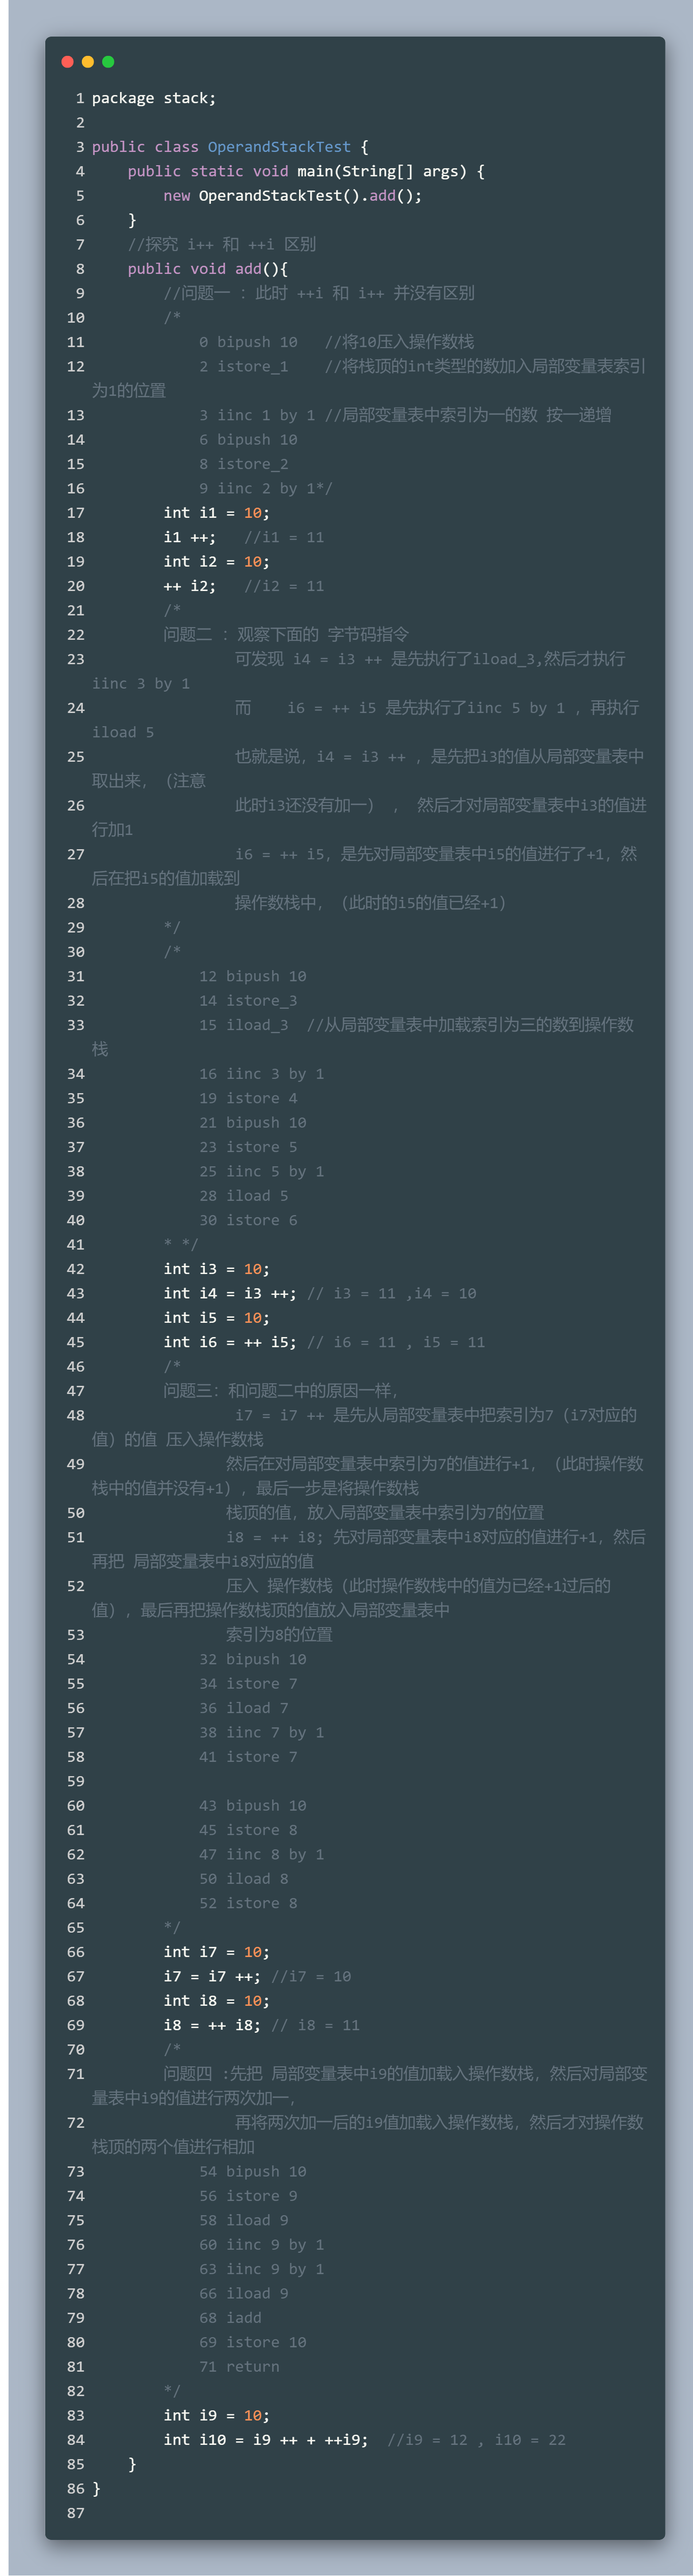 1 package stack;
2
3 public class OperandStackTest {
4     public static void main(String[] args) {
5         new OperandStackTest().add();
6     }
7     //探究 i++ 和 ++i 区别
8     public void add(){
9         //问题一 ：此时 ++i 和 i++ 并没有区别
10         /*
11             0 bipush 10   //将10压入操作数栈
12             2 istore_1    //将栈顶的int类型的数加入局部变量表索引
为1的位置
13             3 iinc 1 by 1 //局部变量表中索引为一的数 按一递增
14             6 bipush 10
15             8 istore_2
16             9 iinc 2 by 1*/
17         int i1 = 10;
18         i1 ++;   //i1 = 11
19         int i2 = 10;
20         ++ i2;   //i2 = 11
21         /*
22         问题二 ：观察下面的 字节码指令
23                 可发现 i4 = i3 ++ 是先执行了iload_3,然后才执行
iinc 3 by 1
24                 而    i6 = ++ i5 是先执行了iinc 5 by 1 ，再执行
iload 5
25                 也就是说，i4 = i3 ++ ，是先把i3的值从局部变量表中
取出来，（注意
26                 此时i3还没有加一） ， 然后才对局部变量表中i3的值进
行加1
27                 i6 = ++ i5，是先对局部变量表中i5的值进行了+1，然
后在把i5的值加载到
28                 操作数栈中，（此时的i5的值已经+1）
29         */
30         /*
31             12 bipush 10
32             14 istore_3
33             15 iload_3  //从局部变量表中加载索引为三的数到操作数
栈
34             16 iinc 3 by 1
35             19 istore 4
36             21 bipush 10
37             23 istore 5
38             25 iinc 5 by 1
39             28 iload 5
40             30 istore 6
41         * */
42         int i3 = 10;
43         int i4 = i3 ++; // i3 = 11 ,i4 = 10
44         int i5 = 10;
45         int i6 = ++ i5; // i6 = 11 , i5 = 11
46         /*
47         问题三：和问题二中的原因一样，
48                 i7 = i7 ++ 是先从局部变量表中把索引为7（i7对应的
值）的值 压入操作数栈
49                然后在对局部变量表中索引为7的值进行+1，（此时操作数
栈中的值并没有+1），最后一步是将操作数栈
50                栈顶的值，放入局部变量表中索引为7的位置
51                i8 = ++ i8; 先对局部变量表中i8对应的值进行+1，然后
再把 局部变量表中i8对应的值
52                压入 操作数栈（此时操作数栈中的值为已经+1过后的
值），最后再把操作数栈顶的值放入局部变量表中
53                索引为8的位置
54             32 bipush 10
55             34 istore 7
56             36 iload 7
57             38 iinc 7 by 1
58             41 istore 7
59
60             43 bipush 10
61             45 istore 8
62             47 iinc 8 by 1
63             50 iload 8
64             52 istore 8
65         */
66         int i7 = 10;
67         i7 = i7 ++; //i7 = 10
68         int i8 = 10;
69         i8 = ++ i8; // i8 = 11
70         /*
71         问题四 :先把 局部变量表中i9的值加载入操作数栈，然后对局部变
量表中i9的值进行两次加一，
72                 再将两次加一后的i9值加载入操作数栈，然后才对操作数
栈顶的两个值进行相加
73             54 bipush 10
74             56 istore 9
75             58 iload 9
76             60 iinc 9 by 1
77             63 iinc 9 by 1
78             66 iload 9
79             68 iadd
80             69 istore 10
81             71 return
82         */
83         int i9 = 10;
84         int i10 = i9 ++ + ++i9;  //i9 = 12 , i10 = 22
85     }
86 }
87